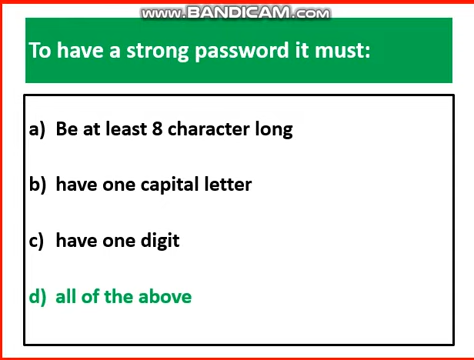 WWW.BANDICAM.COM
To have a strong password it must:
a) Be at least 8 character long
b) have one capital letter
c) have one digit
d) all of the above